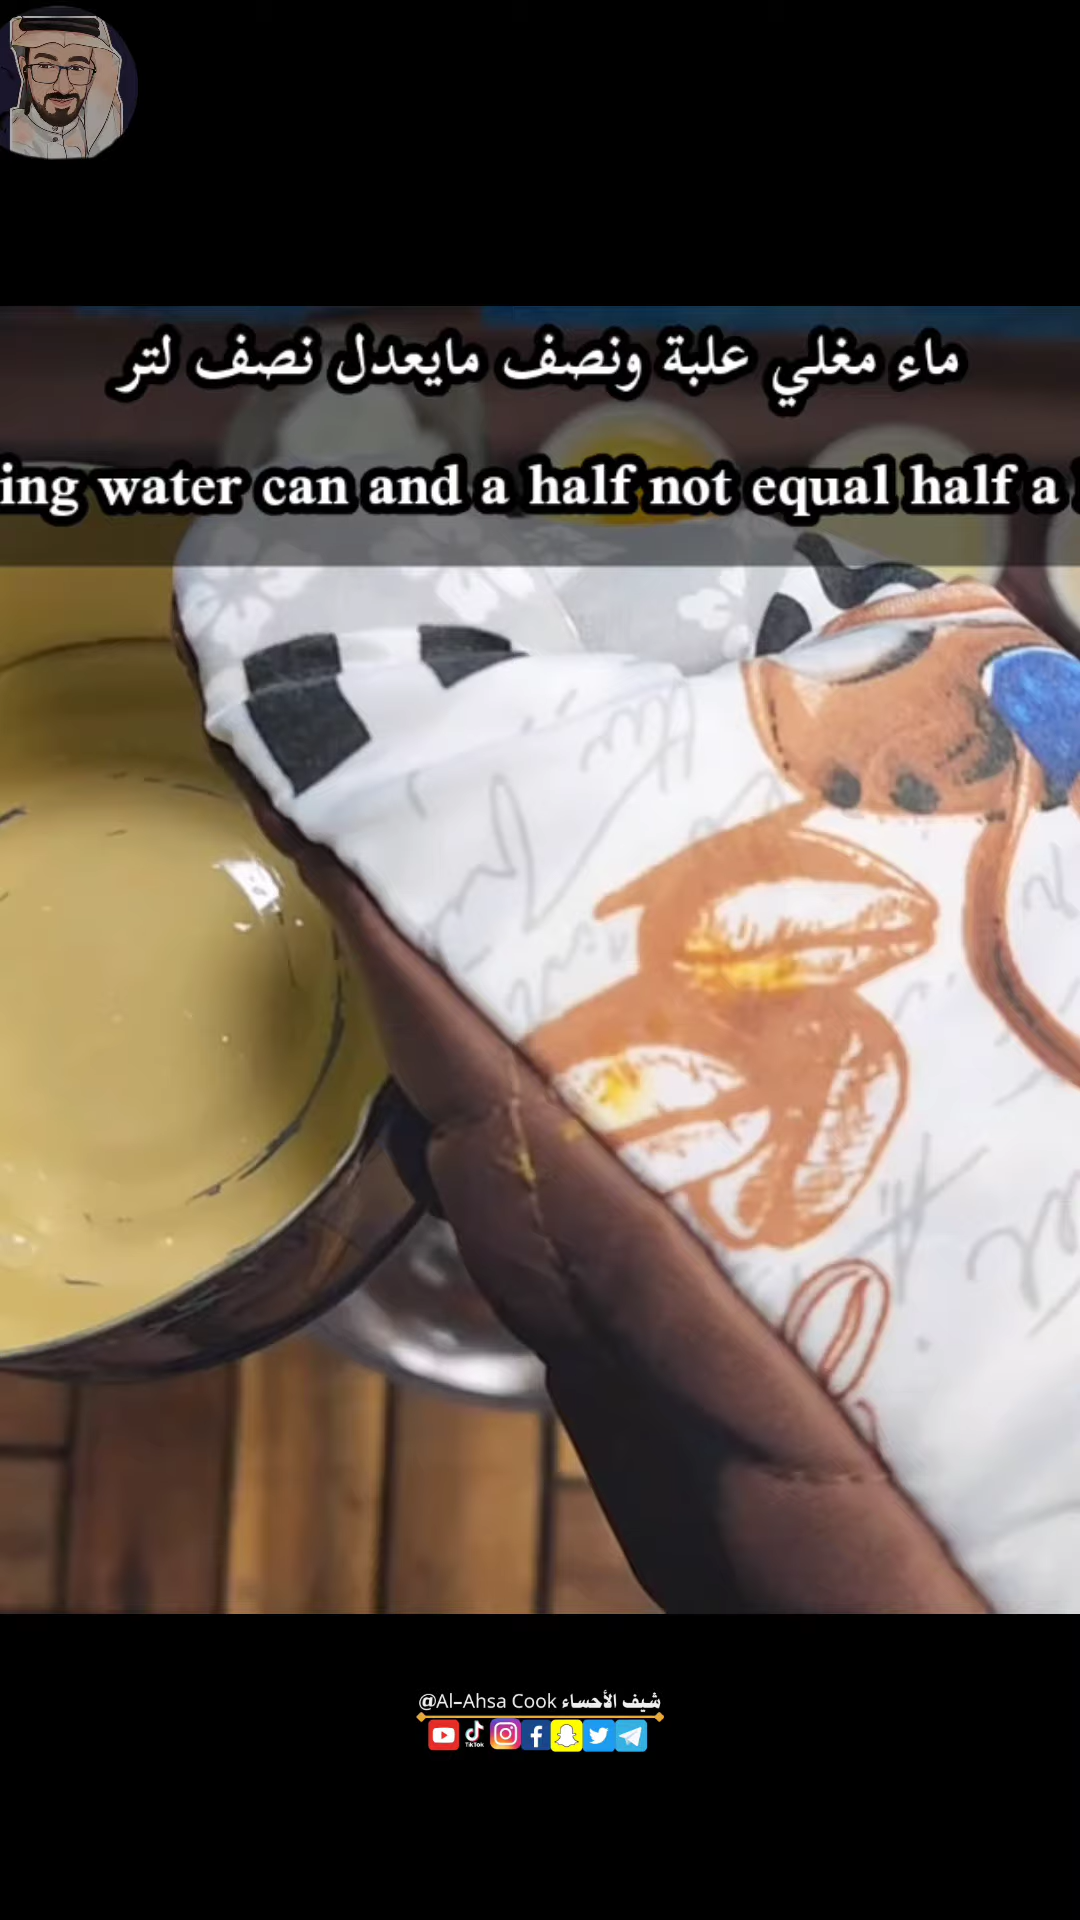 ماء مغلي علبة ونصف مايعدل نصف لتر
ing water can and a half not equal half a
@Al-Ahsa Cook شيف الأحساء
TikTok